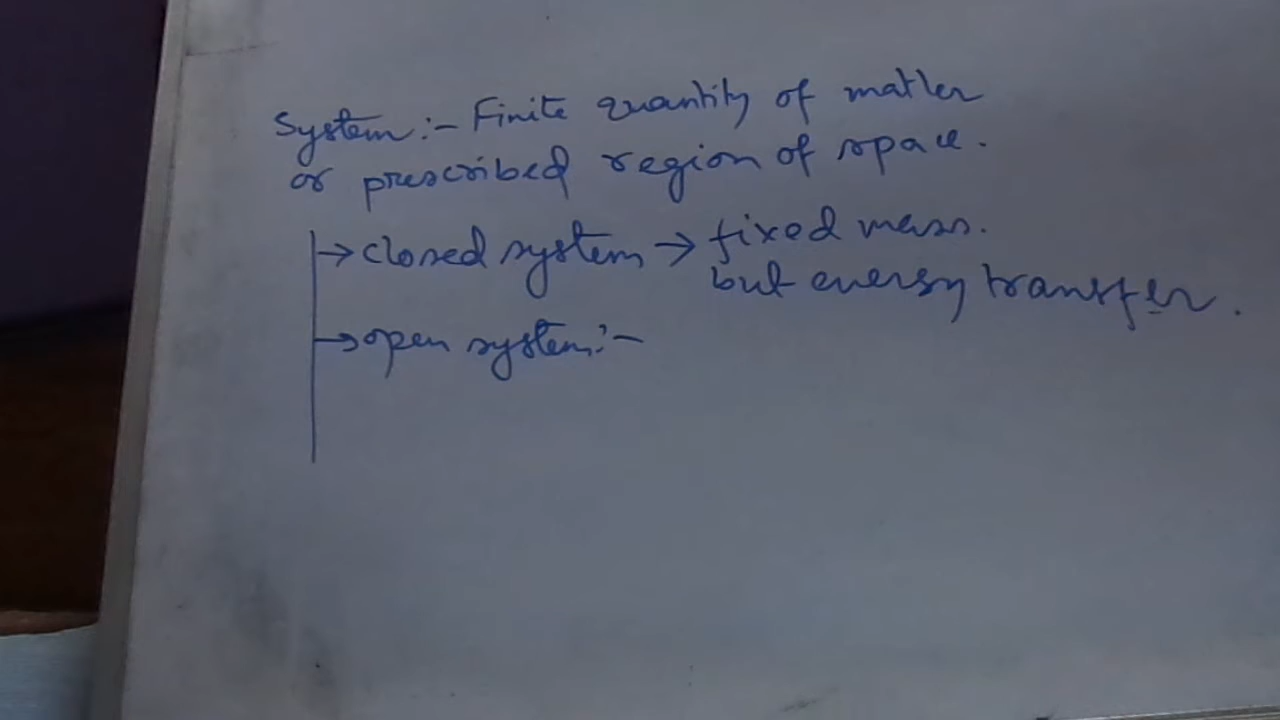 System:- Finite quantity of matter
or prescribed region of space.
→ closed system → fixed mass.
but energy transfer.
→ open system:-